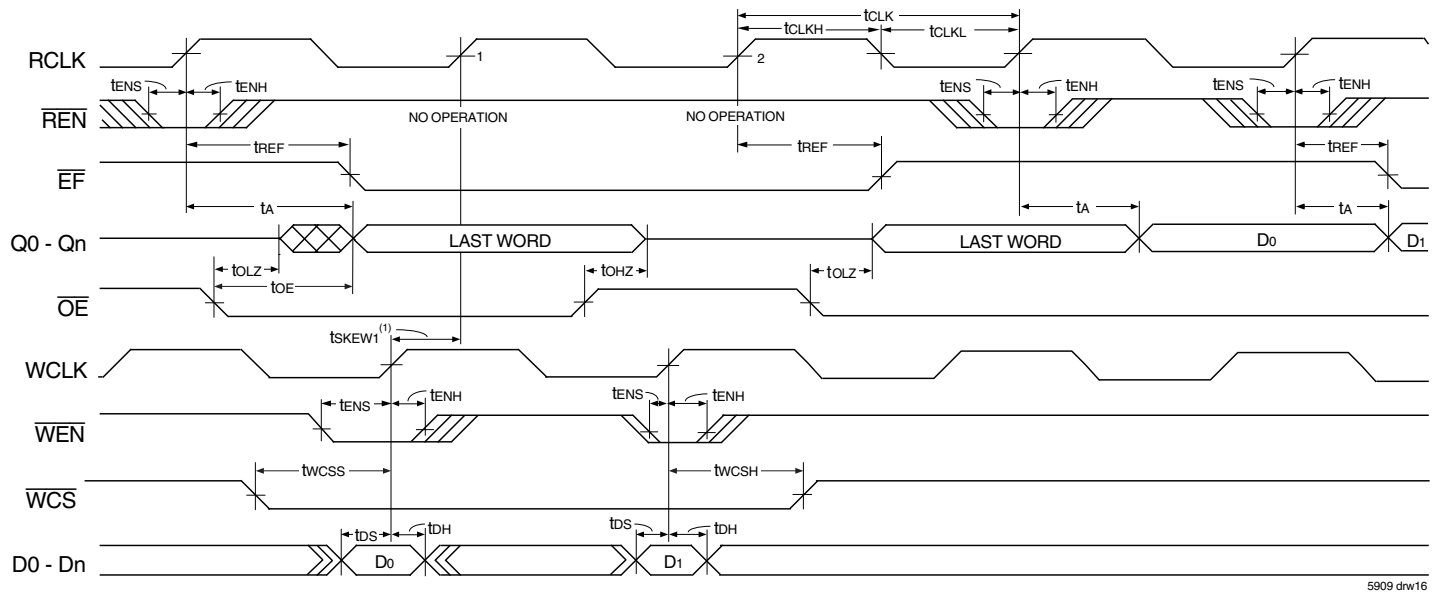 tCLK
tCLKH tCLKL
RCLK 1 2
tENS tENH tENS tENH tENS tENH
REN NO OPERATION NO OPERATION
tREF tREF tREF
EF
tA tA tA
Q0 - Qn LAST WORD LAST WORD D0 D1
tOLZ tOHZ tOLZ
tOE
OE
tSKEW1(1)
WCLK
tENS tENH tENS tENH
WEN
tWCSS tWCSH
WCS
tDS tDH tDS tDH
D0 - Dn D0 D1
5909 drw16